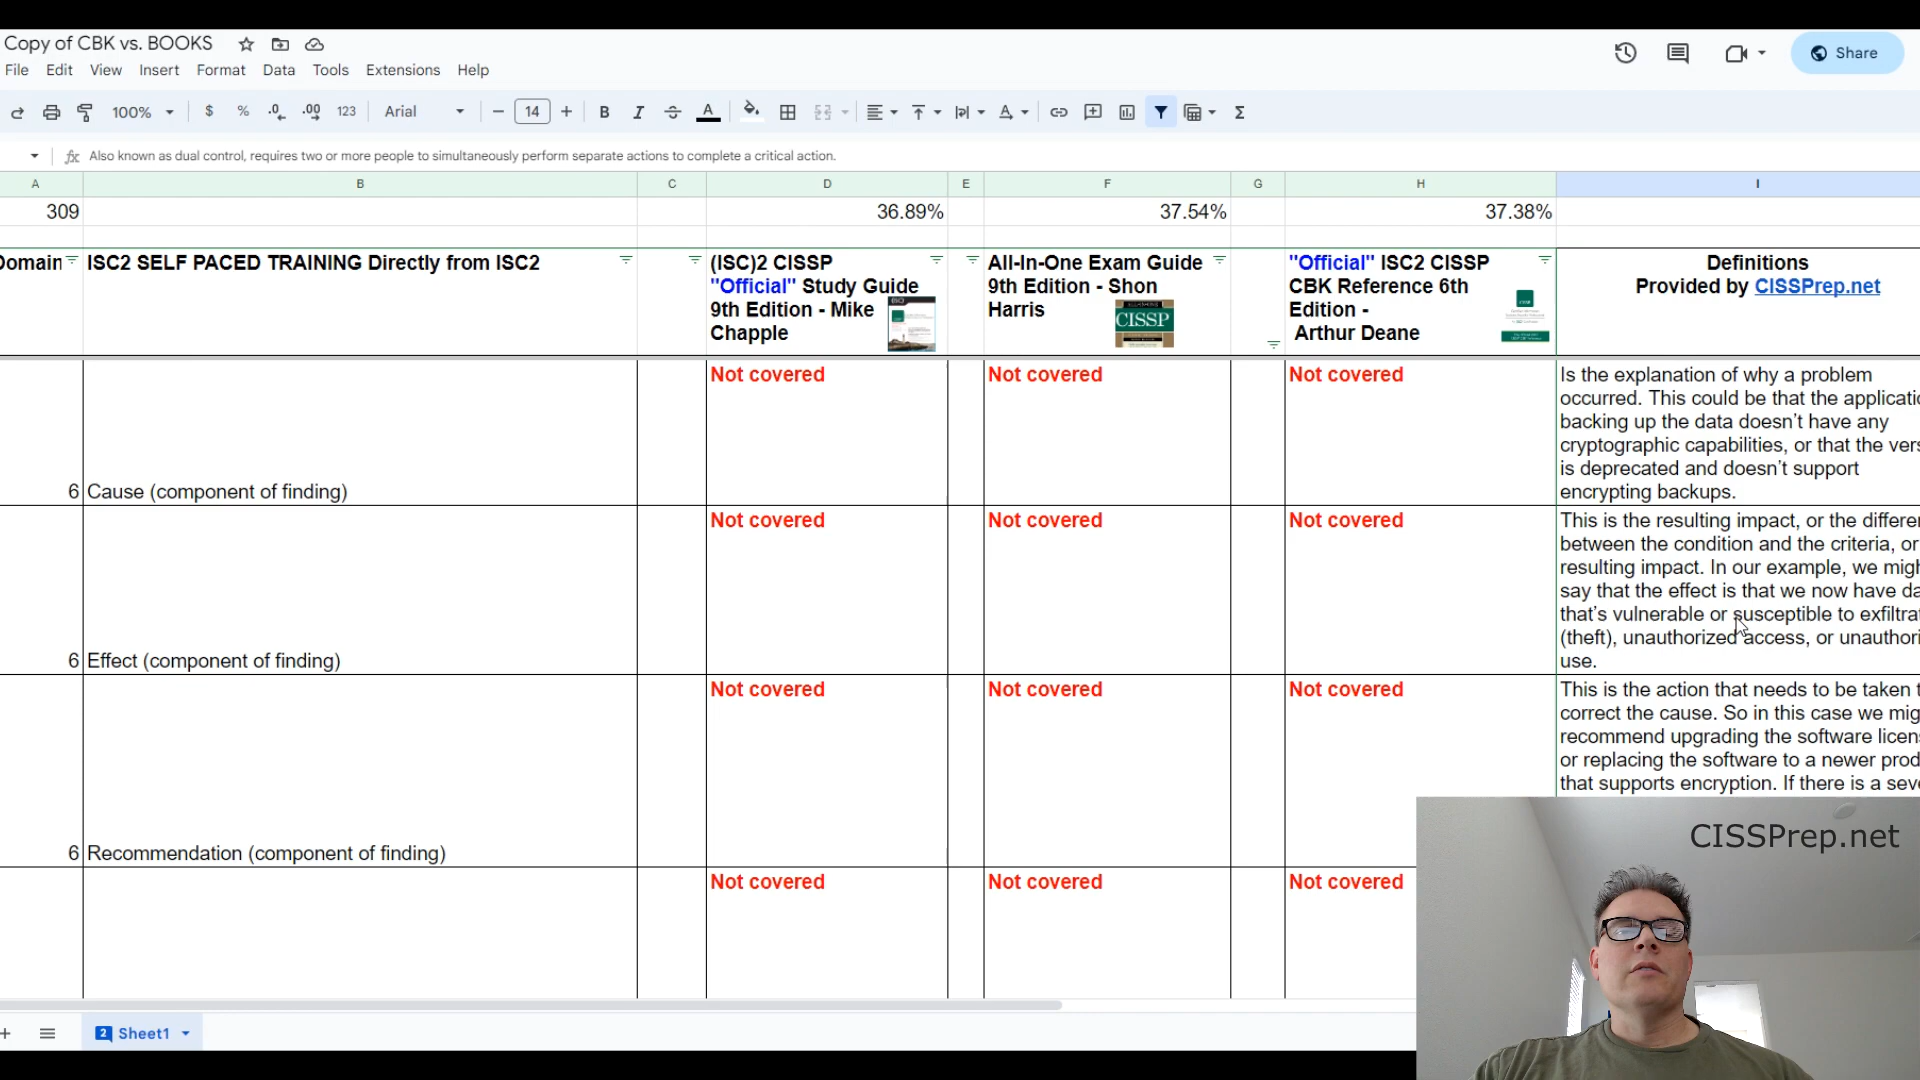 Copy of CBK vs. BOOKS
File Edit View Insert Format Data Tools Extensions Help
Share
100% $ % .0 .00 123 Arial 14 B I A Σ
fx Also known as dual control, requires two or more people to simultaneously perform separate actions to complete a critical action.
A B C D E F G H I
309 36.89% 37.54% 37.38%
Domain
ISC2 SELF PACED TRAINING Directly from ISC2
(ISC)2 CISSP
"Official" Study Guide
9th Edition - Mike
Chapple
All-In-One Exam Guide
9th Edition - Shon
Harris
CISSP
"Official" ISC2 CISSP
CBK Reference 6th
Edition -
Arthur Deane
Definitions
Provided by CISSPrep.net
6 Cause (component of finding)
Not covered Not covered Not covered
Is the explanation of why a problem
occurred. This could be that the applicatio
backing up the data doesn't have any
cryptographic capabilities, or that the vers
is deprecated and doesn't support
encrypting backups.
6 Effect (component of finding)
Not covered Not covered Not covered
This is the resulting impact, or the differen
between the condition and the criteria, or
resulting impact. In our example, we migh
say that the effect is that we now have da
that's vulnerable or susceptible to exfiltrat
(theft), unauthorized access, or unauthori
use.
6 Recommendation (component of finding)
Not covered Not covered Not covered
This is the action that needs to be taken t
correct the cause. So in this case we mig
recommend upgrading the software licens
or replacing the software to a newer prod
that supports encryption. If there is a seve
Not covered Not covered Not covered
CISSPrep.net
2 Sheet1